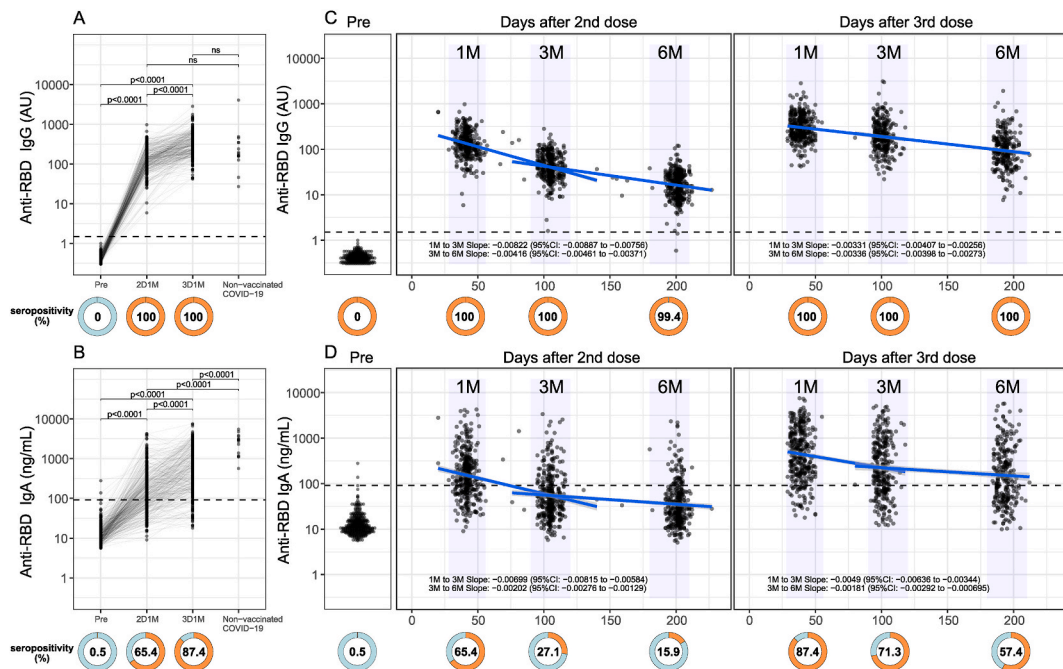 A
Anti-RBD IgG (AU)
10000
1000
100
10
1
ns
ns
p<0.0001
p<0.0001
p<0.0001
Pre
2D1M
3D1M
Non-vaccinated
COVID-19
seropositivity
(%)
0
100
100
C
Pre
Days after 2nd dose
Days after 3rd dose
Anti-RBD IgG (AU)
10000
1000
100
10
1
1M
3M
6M
1M
3M
6M
1M to 3M Slope: −0.00822 (95%CI: −0.00887 to −0.00756)
3M to 6M Slope: −0.00416 (95%CI: −0.00461 to −0.00371)
1M to 3M Slope: −0.00331 (95%CI: −0.00407 to −0.00256)
3M to 6M Slope: −0.00336 (95%CI: −0.00398 to −0.00273)
0 50 100 150 200
0 50 100 150 200
0
100
100
99.4
100
100
100
B
Anti-RBD IgA (ng/mL)
10000
1000
100
10
1
p<0.0001
p<0.0001
p<0.0001
p<0.0001
p<0.0001
Pre
2D1M
3D1M
Non-vaccinated
COVID-19
seropositivity
(%)
0.5
65.4
87.4
D
Pre
Days after 2nd dose
Days after 3rd dose
Anti-RBD IgA (ng/mL)
10000
1000
100
10
1
1M
3M
6M
1M
3M
6M
1M to 3M Slope: −0.00699 (95%CI: −0.00815 to −0.00584)
3M to 6M Slope: −0.00202 (95%CI: −0.00276 to −0.00129)
1M to 3M Slope: −0.0049 (95%CI: −0.00636 to −0.00344)
3M to 6M Slope: −0.00181 (95%CI: −0.00292 to −0.000695)
0 50 100 150 200
0 50 100 150 200
0.5
65.4
27.1
15.9
87.4
71.3
57.4